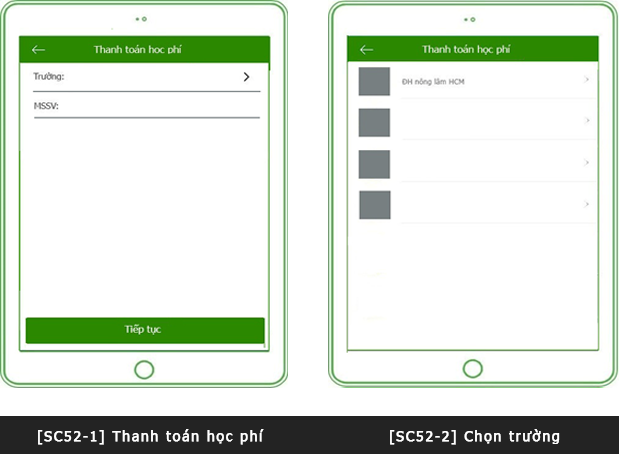 Thanh toán hoc phí
Trường:
MSSV:
Tiếp tục
[SC52-1] Thanh toán học phí
Thanh toán học phí
ĐH nông lâm HCM
[SC52-2] Chọn trường